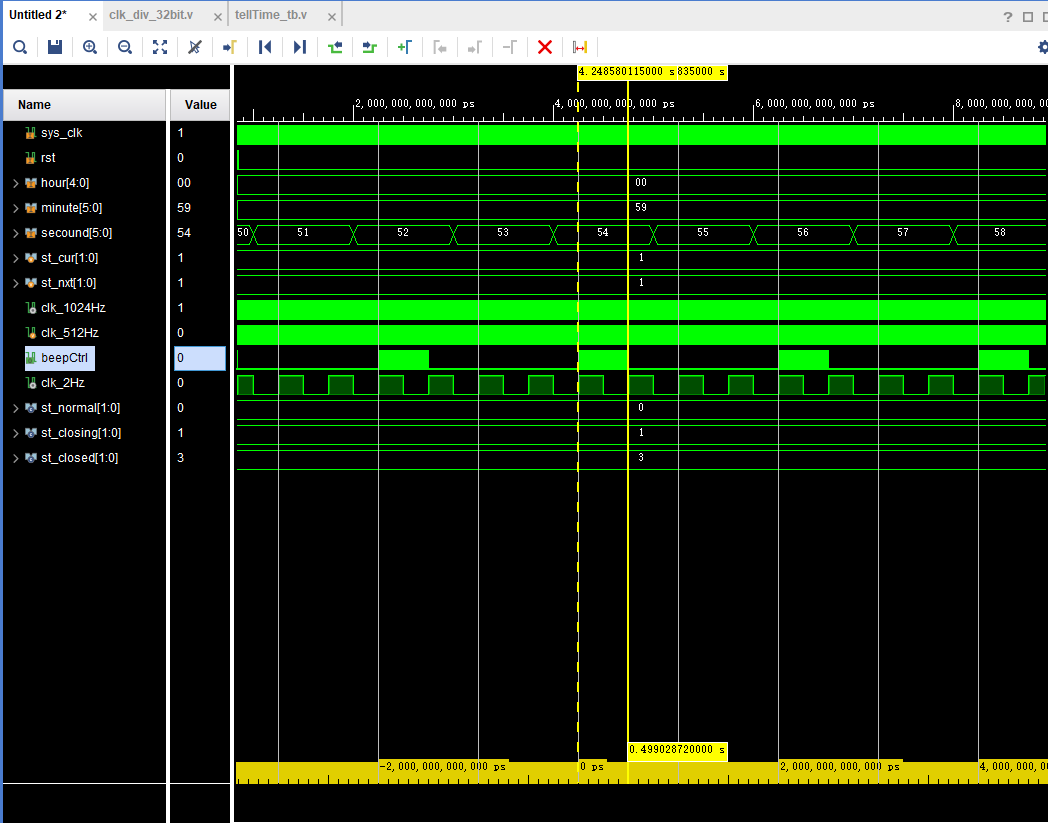 Untitled 2* clk_div_32bit.v tellTime_tb.v
4.248580115000 s 835000 s
Name Value 2,000,000,000,000 ps 4,000,000,000,000 ps 6,000,000,000,000 ps 8,000,000,000,0
sys_clk 1
rst 0
hour[4:0] 00 00
minute[5:0] 59 59
secound[5:0] 54 50 51 52 53 54 55 56 57 58
st_cur[1:0] 1 1
st_nxt[1:0] 1 1
clk_1024Hz 1
clk_512Hz 0
beepCtrl 0
clk_2Hz 0
st_normal[1:0] 0 0
st_closing[1:0] 1 1
st_closed[1:0] 3 3
0.499028720000 s
-2,000,000,000,000 ps 0 ps 2,000,000,000,000 ps 4,000,000,0